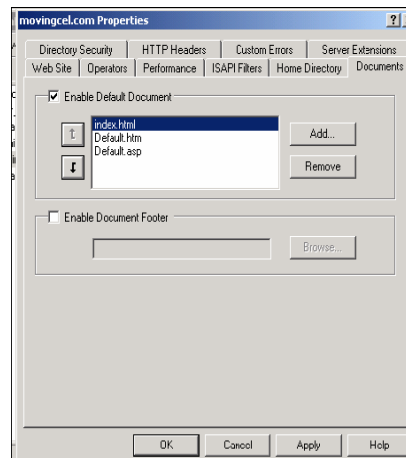 movingcel.com Properties
Directory Security HTTP Headers Custom Errors Server Extensions
Web Site Operators Performance ISAPI Filters Home Directory Documents
Enable Default Document
index.html
Default.htm
Default.asp
Add...
Remove
Enable Document Footer
Browse...
OK Cancel Apply Help